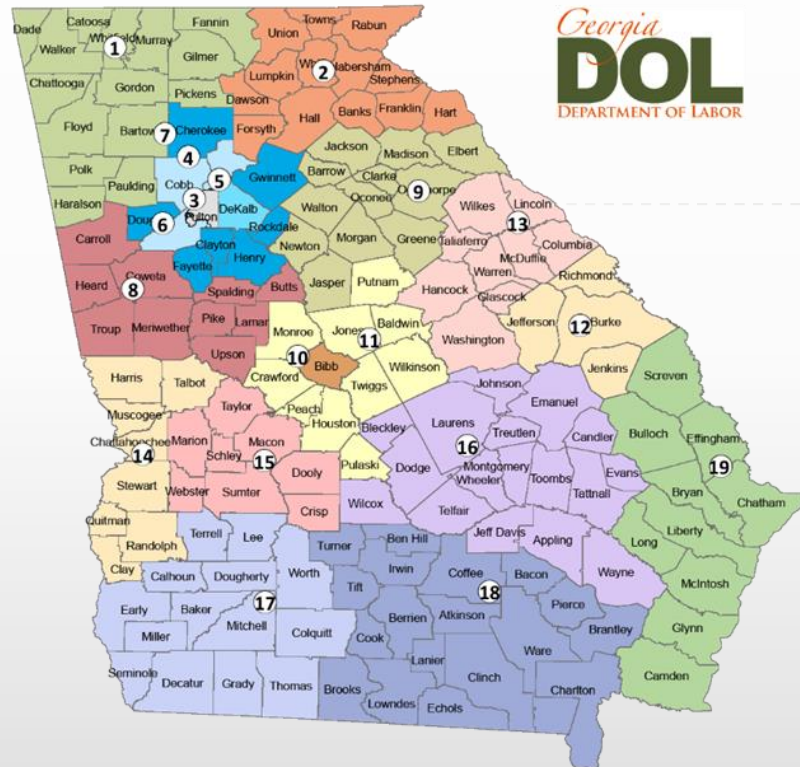 Georgia
DOL
DEPARTMENT OF LABOR
Dade
Catoosa
Whitfield
Murray
Fannin
Walker
1
Gilmer
Chattooga
Gordon
Pickens
Floyd
Bartow
Polk
Paulding
Haralson
Towns
Rabun
Union
2
Habersham
Lumpkin
Stephens
Dawson
Forsyth
Hall
Banks
Franklin
Hart
7
Cherokee
4
Cobb
5
Gwinnett
3
Fulton
DeKalb
6
Rockdale
Clayton
Fayette
Henry
Jackson
Madison
Elbert
Barrow
Clarke
9
Oconee
Walton
Newton
Morgan
Greene
Jasper
Carroll
Heard
Coweta
8
Spalding
Butts
Troup
Meriwether
Pike
Lamar
Upson
Putnam
Monroe
Jones
Baldwin
11
10
Bibb
Wilkinson
Crawford
Twiggs
Peach
Houston
Pulaski
Wilkes
Lincoln
13
Taliaferro
Columbia
McDuffie
Warren
Hancock
Glascock
Washington
Richmond
Jefferson
12
Burke
Jenkins
Harris
Talbot
Muscogee
Chattahoochee
14
Stewart
Quitman
Randolph
Clay
Taylor
Marion
Macon
Schley
15
Dooly
Webster
Sumter
Crisp
Johnson
Emanuel
Laurens
Bleckley
Treutlen
Candler
16
Dodge
Montgomery
Wheeler
Toombs
Evans
Tattnall
Wilcox
Telfair
Jeff Davis
Appling
Wayne
Screven
Bulloch
Effingham
19
Bryan
Chatham
Liberty
Long
McIntosh
Glynn
Camden
Terrell
Lee
Calhoun
Dougherty
Worth
Early
Baker
17
Mitchell
Miller
Colquitt
Seminole
Decatur
Grady
Thomas
Turner
Ben Hill
Irwin
Coffee
Bacon
Tift
18
Pierce
Berrien
Atkinson
Brantley
Cook
Ware
Lanier
Clinch
Charlton
Brooks
Lowndes
Echols